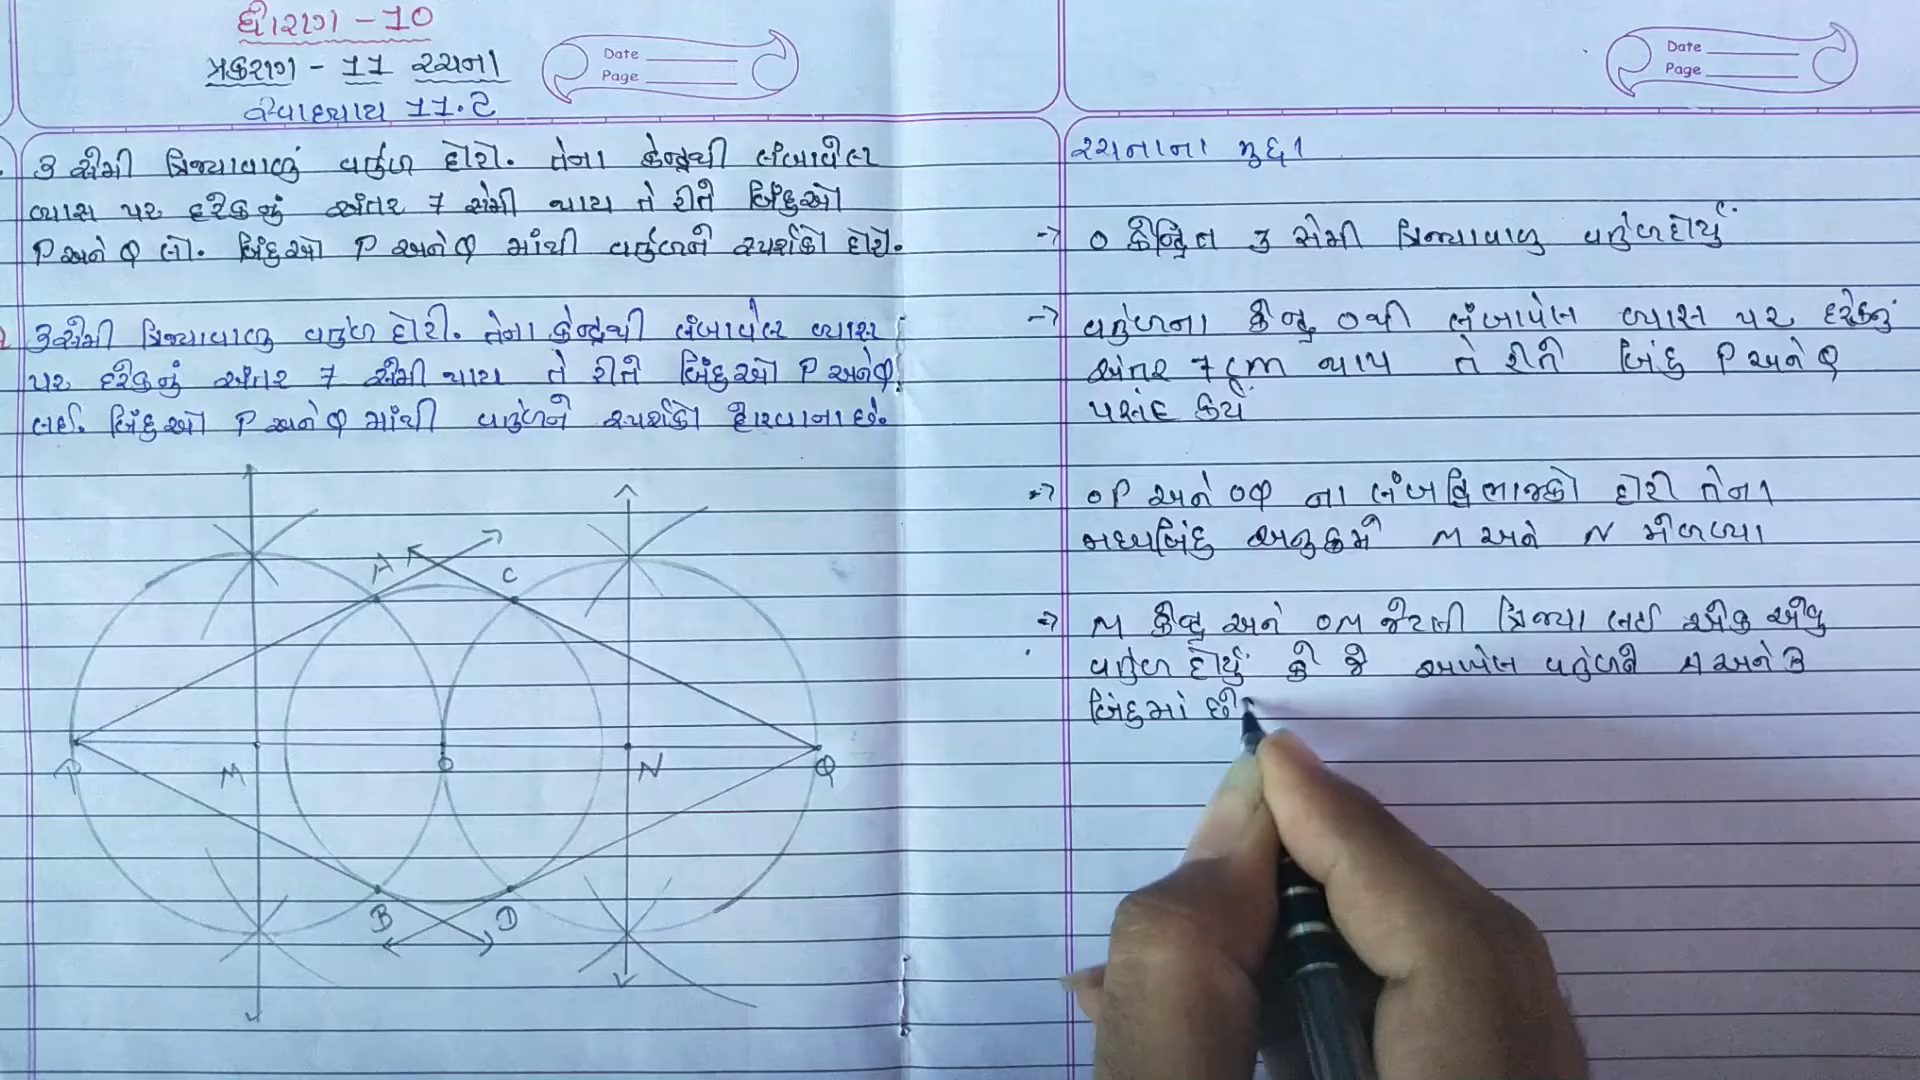 ધોરણ - 10
પ્રકરણ - 11 રચના
સ્વાધ્યાય 11.2
Date
Page
3 સેમી ત્રિજ્યાવાળું વર્તુળ દોરો. તેના કેન્દ્રથી લંબાવેલ
વ્યાસ પર દરેકનું અંતર 7 સેમી થાય તે રીતે બિંદુઓ
P અને Q લો. બિંદુઓ P અને Q માંથી વર્તુળને સ્પર્શકો દોરો.
3 સેમી ત્રિજ્યાવાળુ વર્તુળ દોરી. તેના કેન્દ્રથી લંબાવેલ વ્યાસ
પર દરેકનું અંતર 7 સેમી થાય તે રીતે બિંદુઓ P અને Q
લઈ. બિંદુઓ P અને Q માંથી વર્તુળને સ્પર્શકો દોરવાના છે.
A
C
P
M
O
N
Q
B
D
Date
Page
રચનાના મુદ્દા
→ O કેન્દ્રિત 3 સેમી ત્રિજ્યાવાળુ વર્તુળ દોર્યું.
→ વર્તુળના કેન્દ્ર O થી લંબાવેલ વ્યાસ પર દરેકનું
અંતર 7 cm થાય તે રીતે બિંદુ P અને Q
પસંદ કર્યા
→ OP અને OQ ના લંબદ્વિભાજકો દોરી તેના
મધ્યબિંદુ અનુક્રમે M અને N મેળવ્યા
→ M કેન્દ્ર અને OM જેટલી ત્રિજ્યા લઈ એક એવુ
વર્તુળ દોર્યું કે જે આપેલ વર્તુળને A અને B
બિંદુમાં છે